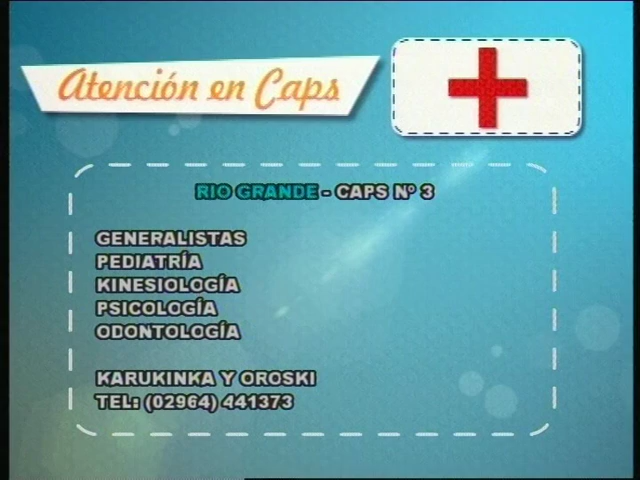 Atención en Caps
RIO GRANDE - CAPS Nº 3
GENERALISTAS
PEDIATRÍA
KINESIOLOGÍA
PSICOLOGÍA
ODONTOLOGÍA
KARUKINKA Y OROSKI
TEL: (02964) 441373